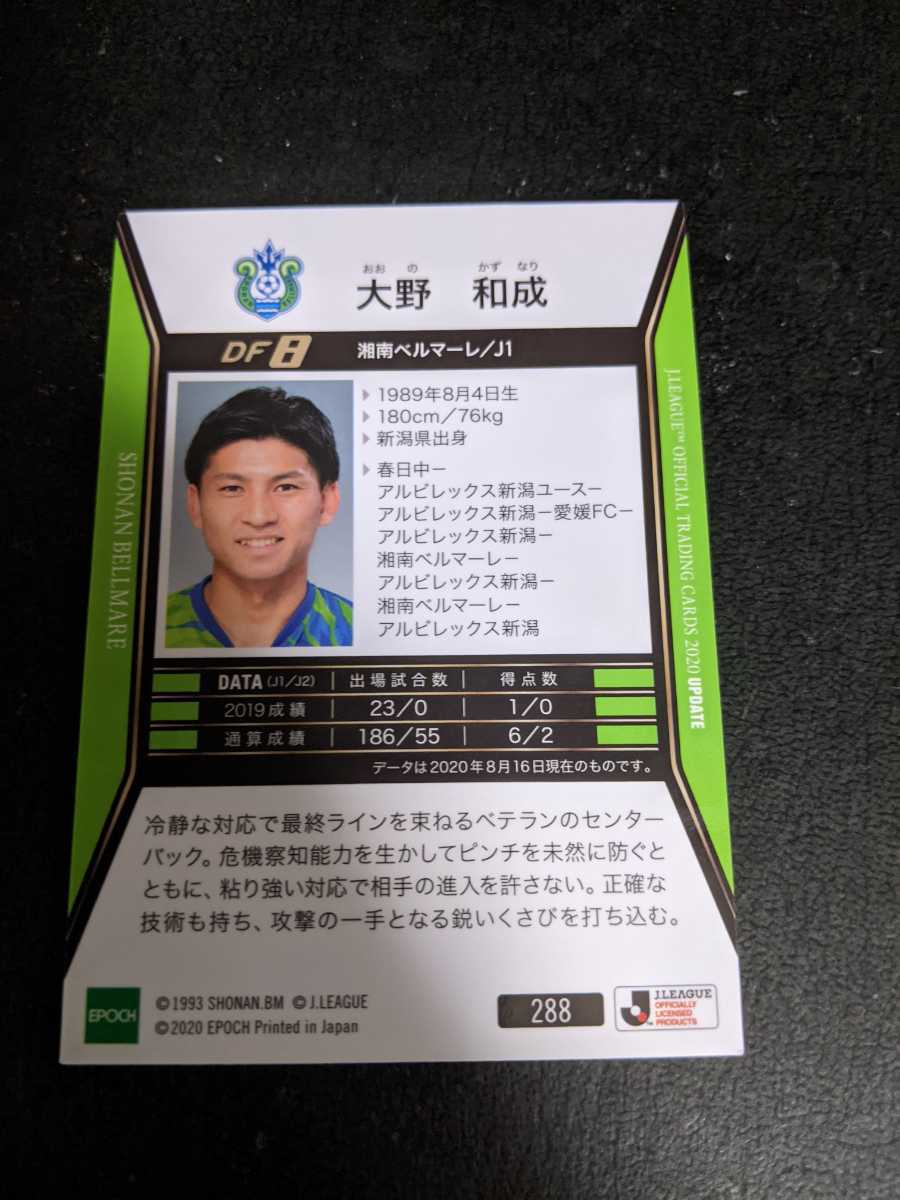 おお の かず なり
大野 和成
DF 8 湘南ベルマーレ／J1
1989年8月4日生
180cm／76kg
新潟県出身
春日中－
アルビレックス新潟ユース－
アルビレックス新潟－愛媛FC－
アルビレックス新潟－
湘南ベルマーレ－
アルビレックス新潟－
湘南ベルマーレ－
アルビレックス新潟
SHONAN BELLMARE
J.LEAGUE™ OFFICIAL TRADING CARDS 2020 UPDATE
DATA (J1／J2) | 出場試合数 | 得点数
2019成績 | 23／0 | 1／0
通算成績 | 186／55 | 6／2
データは2020年8月16日現在のものです。
冷静な対応で最終ラインを束ねるベテランのセンター
バック。危機察知能力を生かしてピンチを未然に防ぐと
ともに、粘り強い対応で相手の進入を許さない。正確な
技術も持ち、攻撃の一手となる鋭いくさびを打ち込む。
EPOCH
©1993 SHONAN.BM ©J.LEAGUE
©2020 EPOCH Printed in Japan
288
J.LEAGUE
OFFICIALLY
LICENSED
PRODUCTS